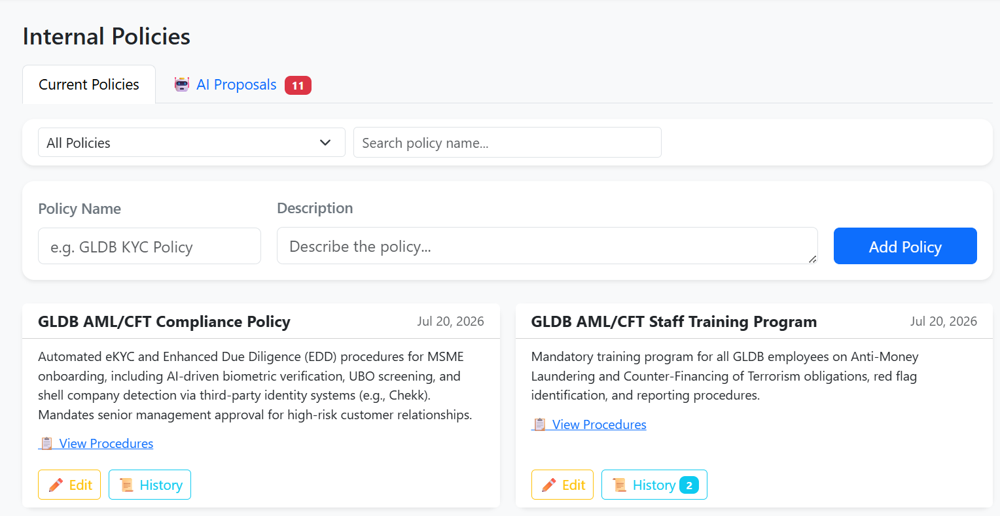 Internal Policies
Current Policies
AI Proposals 11
All Policies
Search policy name...
Policy Name
Description
e.g. GLDB KYC Policy
Describe the policy...
Add Policy
GLDB AML/CFT Compliance Policy
Jul 20, 2026
Automated eKYC and Enhanced Due Diligence (EDD) procedures for MSME
onboarding, including AI-driven biometric verification, UBO screening, and
shell company detection via third-party identity systems (e.g., Chekk).
Mandates senior management approval for high-risk customer relationships.
View Procedures
Edit
History
GLDB AML/CFT Staff Training Program
Jul 20, 2026
Mandatory training program for all GLDB employees on Anti-Money
Laundering and Counter-Financing of Terrorism obligations, red flag
identification, and reporting procedures.
View Procedures
Edit
History 2